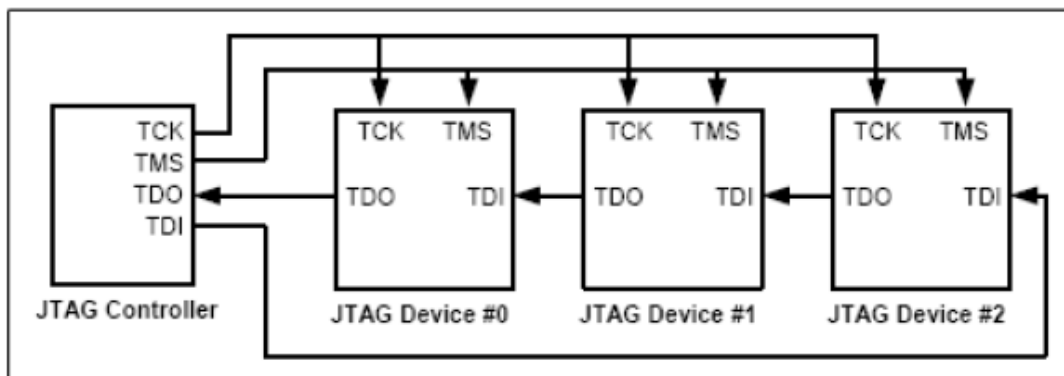 TCK
TMS
TDO
TDI
JTAG Controller
TCK TMS
TDO TDI
JTAG Device #0
TCK TMS
TDO TDI
JTAG Device #1
TCK TMS
TDO TDI
JTAG Device #2